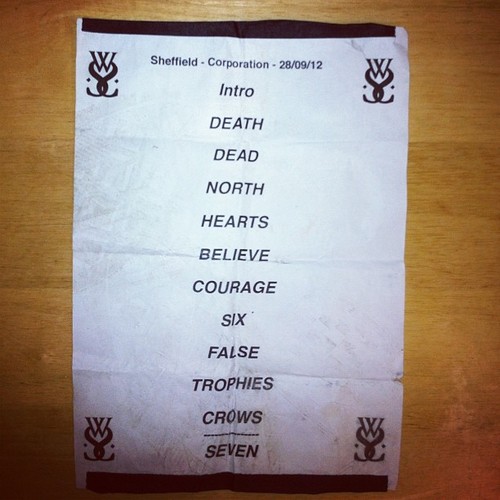 Sheffield - Corporation - 28/09/12
Intro
DEATH
DEAD
NORTH
HEARTS
BELIEVE
COURAGE
SIX
FALSE
TROPHIES
CROWS
SEVEN